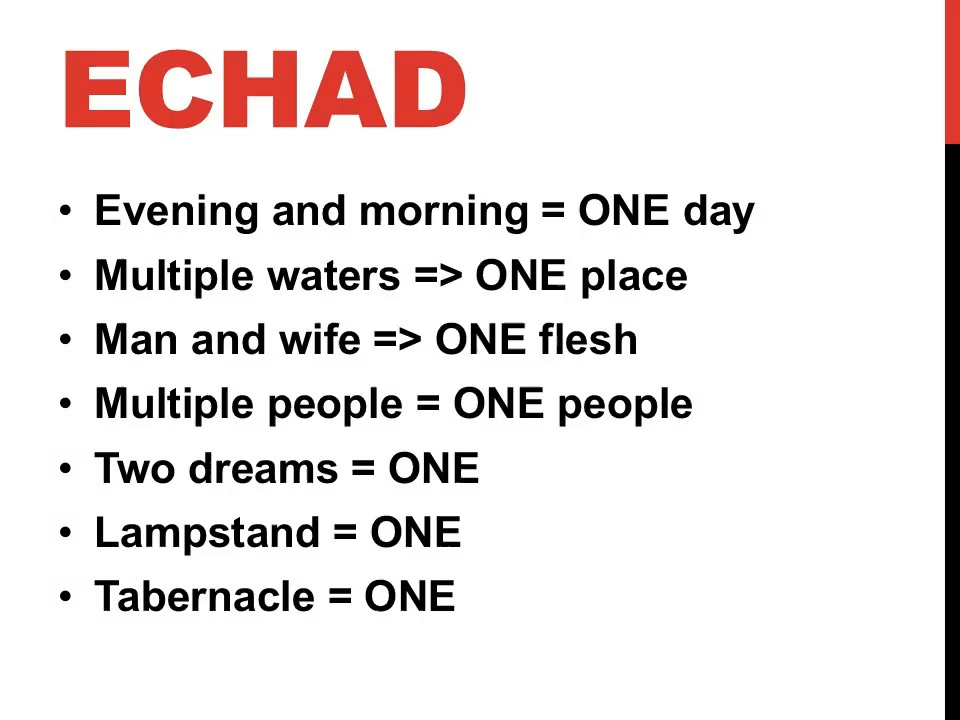 ECHAD
• Evening and morning = ONE day
• Multiple waters => ONE place
• Man and wife => ONE flesh
• Multiple people = ONE people
• Two dreams = ONE
• Lampstand = ONE
• Tabernacle = ONE